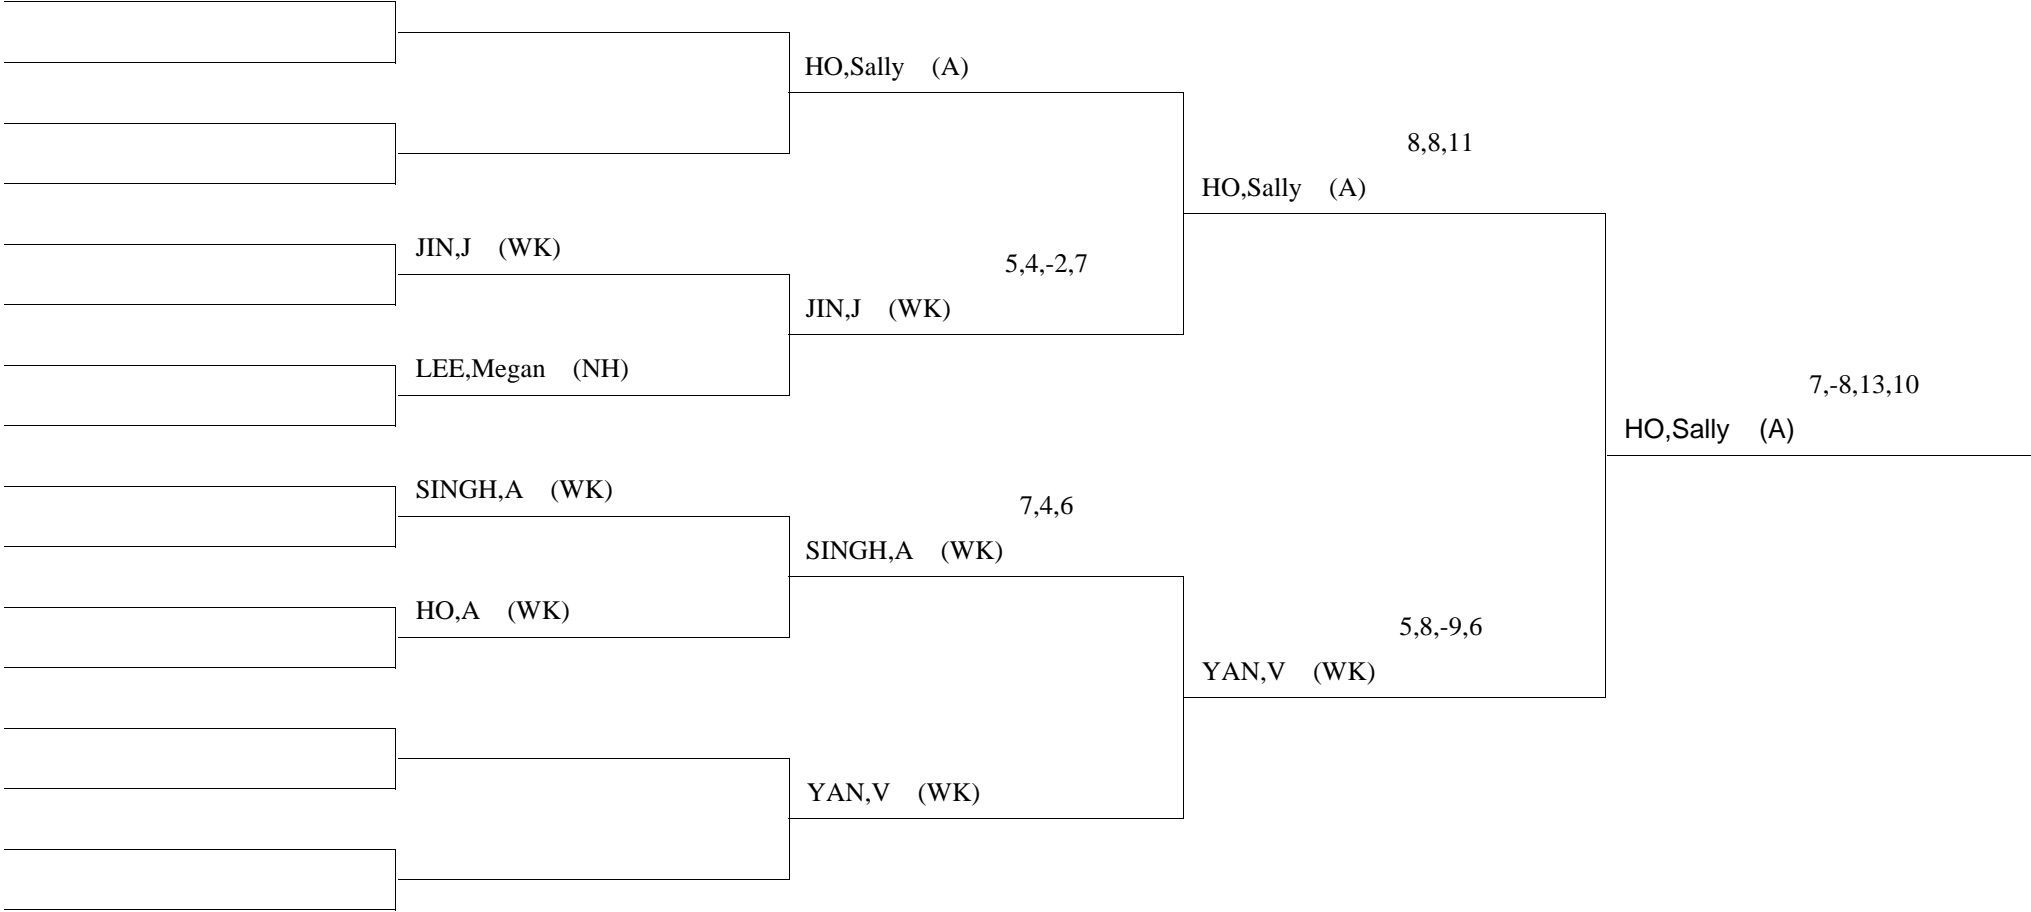 HO,Sally (A)
8,8,11
HO,Sally (A)
JIN,J (WK)
5,4,-2,7
JIN,J (WK)
LEE,Megan (NH)
7,-8,13,10
HO,Sally (A)
SINGH,A (WK)
7,4,6
SINGH,A (WK)
HO,A (WK)
5,8,-9,6
YAN,V (WK)
YAN,V (WK)